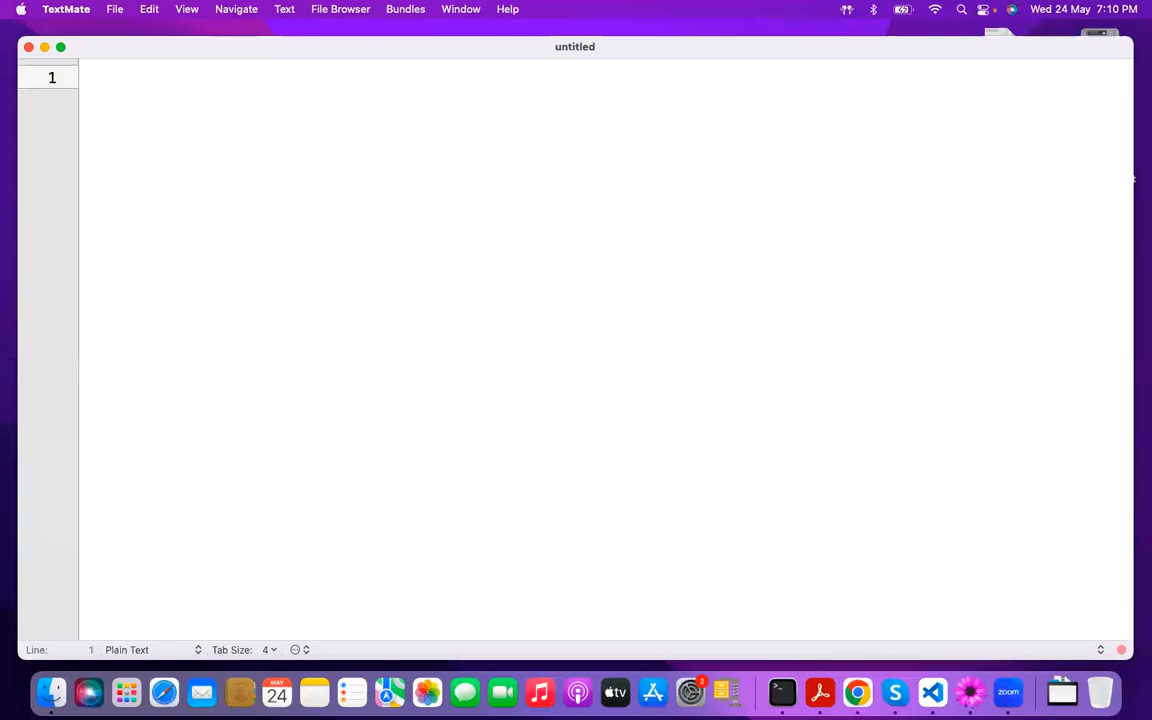 TextMate File Edit View Navigate Text File Browser Bundles Window Help Wed 24 May 7:10 PM
untitled
1
Line: 1 Plain Text Tab Size: 4
MAY
24
2
tv
zoom